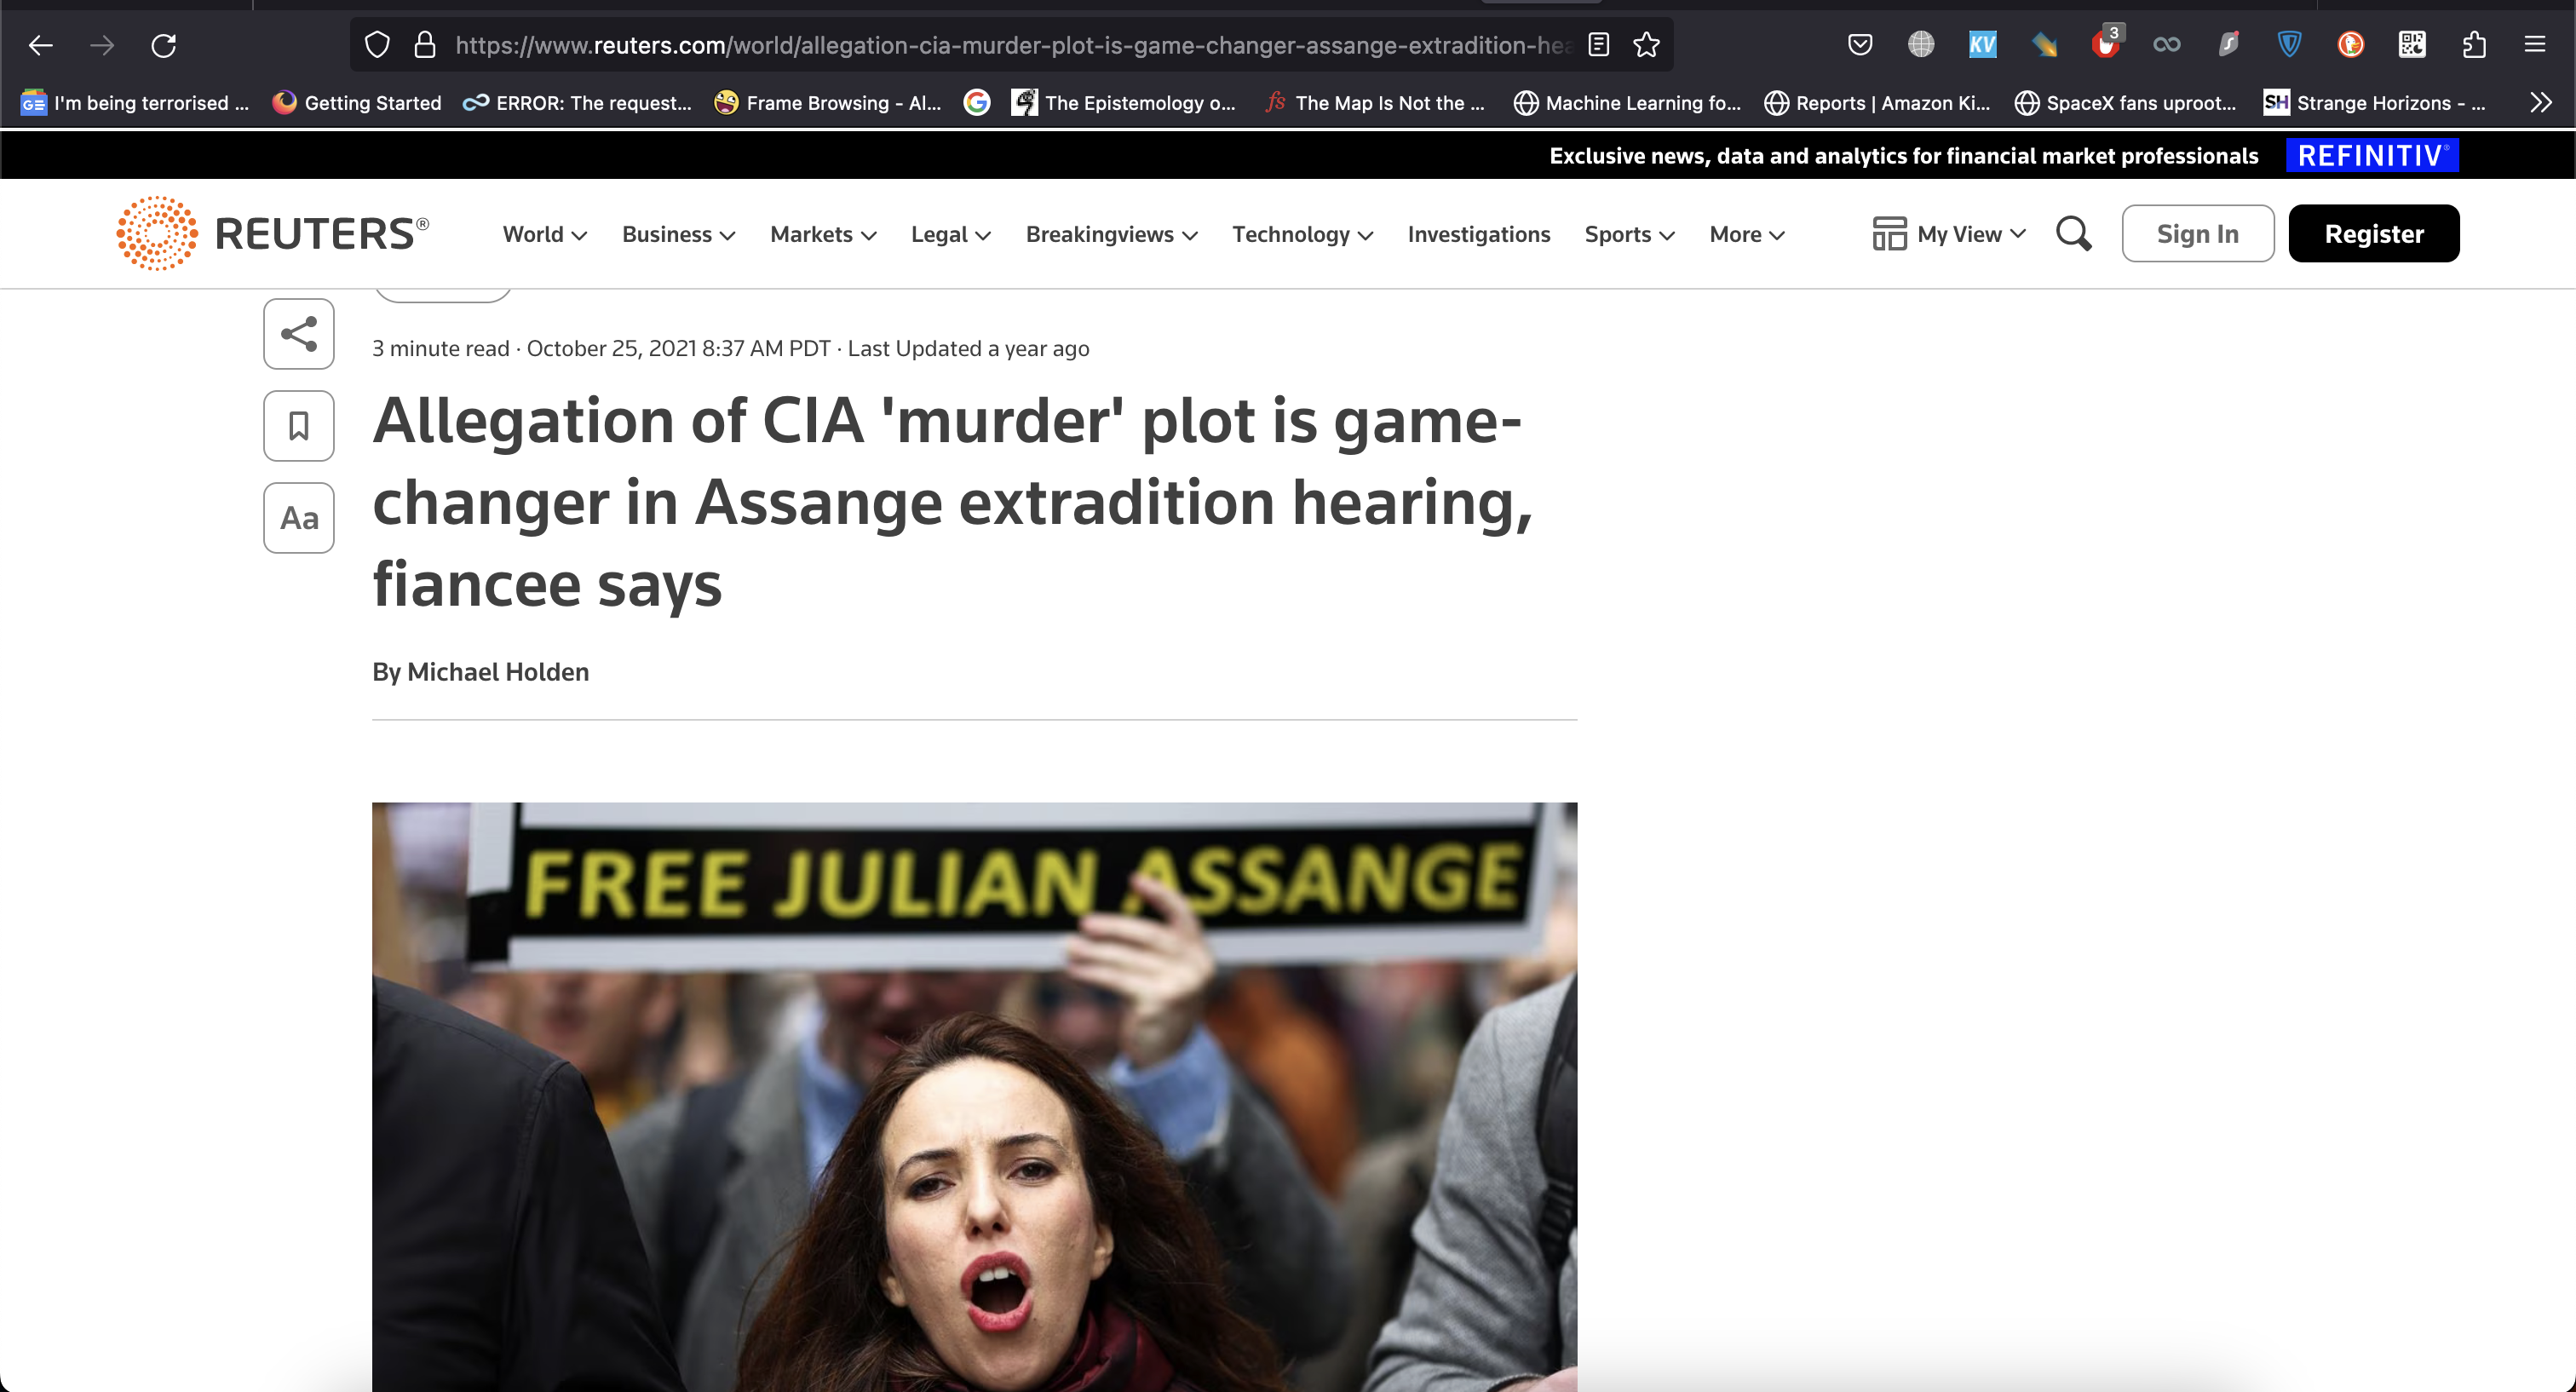 https://www.reuters.com/world/allegation-cia-murder-plot-is-game-changer-assange-extradition-hea
KV
3
GE I'm being terrorised ...
Getting Started
ERROR: The request...
Frame Browsing - Al...
G
The Epistemology o...
fs The Map Is Not the ...
Machine Learning fo...
Reports | Amazon Ki...
SpaceX fans uproot...
SH Strange Horizons - ...
Exclusive news, data and analytics for financial market professionals
REFINITIV®
REUTERS®
World
Business
Markets
Legal
Breakingviews
Technology
Investigations
Sports
More
My View
Sign In
Register
3 minute read · October 25, 2021 8:37 AM PDT · Last Updated a year ago
Aa
Allegation of CIA 'murder' plot is game-
changer in Assange extradition hearing,
fiancee says
By Michael Holden
FREE JULIAN ASSANGE